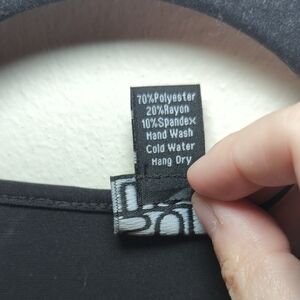 70%Polyester
20%Rayon
10%Spandex
Hand Wash
Cold Water
Hang Dry